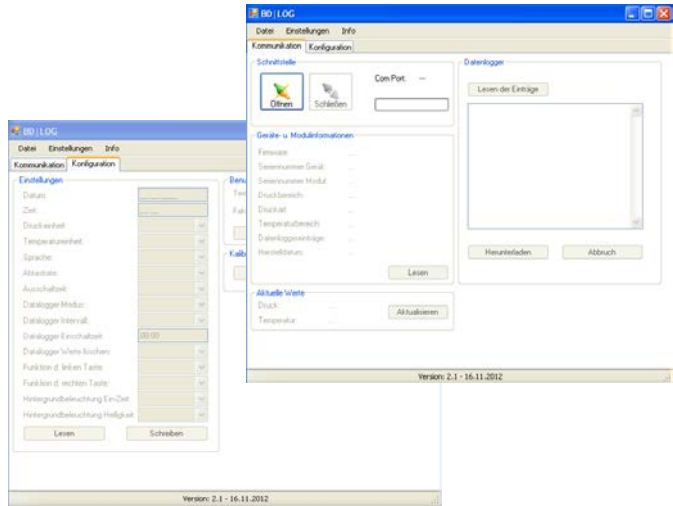 BD|LOG
Datei Einstellungen Info
Kommunikation Konfiguration
Schnittstelle
Öffnen Schließen
Com Port: ---
Geräte- u. Modulinformationen
Firmware:
Seriennummer Gerät:
Seriennummer Modul:
Druckbereich:
Druckart:
Temperaturbereich:
Datenloggereinträge:
Herstelldatum:
Lesen
Aktuelle Werte
Druck:
Temperatur:
Aktualisieren
Datenlogger
Lesen der Einträge
Herunterladen Abbruch
Version: 2.1 - 16.11.2012
BD|LOG
Datei Einstellungen Info
Kommunikation Konfiguration
Einstellungen
Datum:
Zeit:
Druckeinheit:
Temperatureinheit:
Sprache:
Abtastrate:
Ausschaltzeit:
Datalogger Modus:
Datalogger Intervall:
Datalogger Einschaltzeit: 00:00
Datalogger Werte löschen:
Funktion d. linken Taste:
Funktion d. rechten Taste:
Hintergrundbeleuchtung Ein-Zeit:
Hintergrundbeleuchtung Helligkeit:
Lesen Schreiben
Benu
Kalib
Version: 2.1 - 16.11.2012